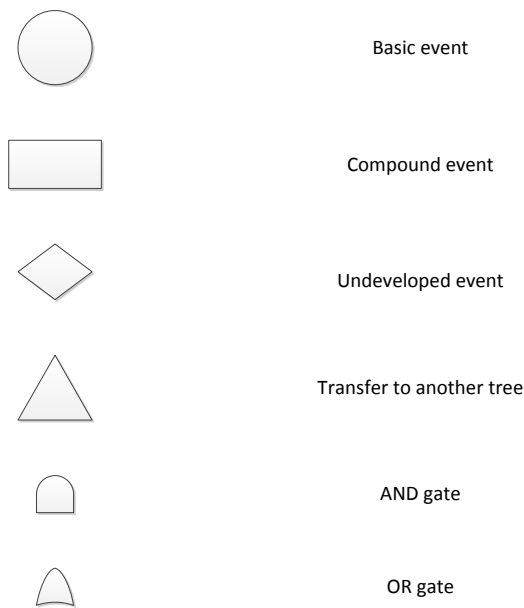 Basic event
Compound event
Undeveloped event
Transfer to another tree
AND gate
OR gate